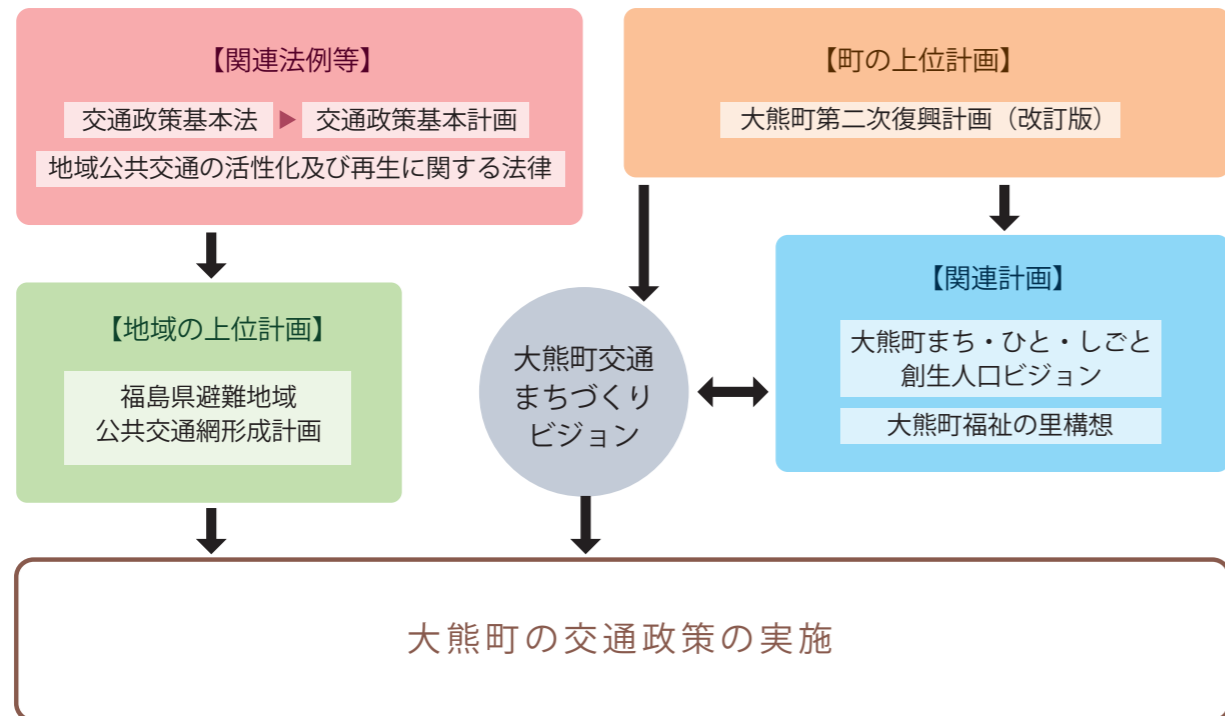 【関連法例等】
交通政策基本法 ▶ 交通政策基本計画
地域公共交通の活性化及び再生に関する法律
【町の上位計画】
大熊町第二次復興計画（改訂版）
【地域の上位計画】
福島県避難地域
公共交通網形成計画
大熊町交通
まちづくり
ビジョン
【関連計画】
大熊町まち・ひと・しごと
創生人口ビジョン
大熊町福祉の里構想
大熊町の交通政策の実施